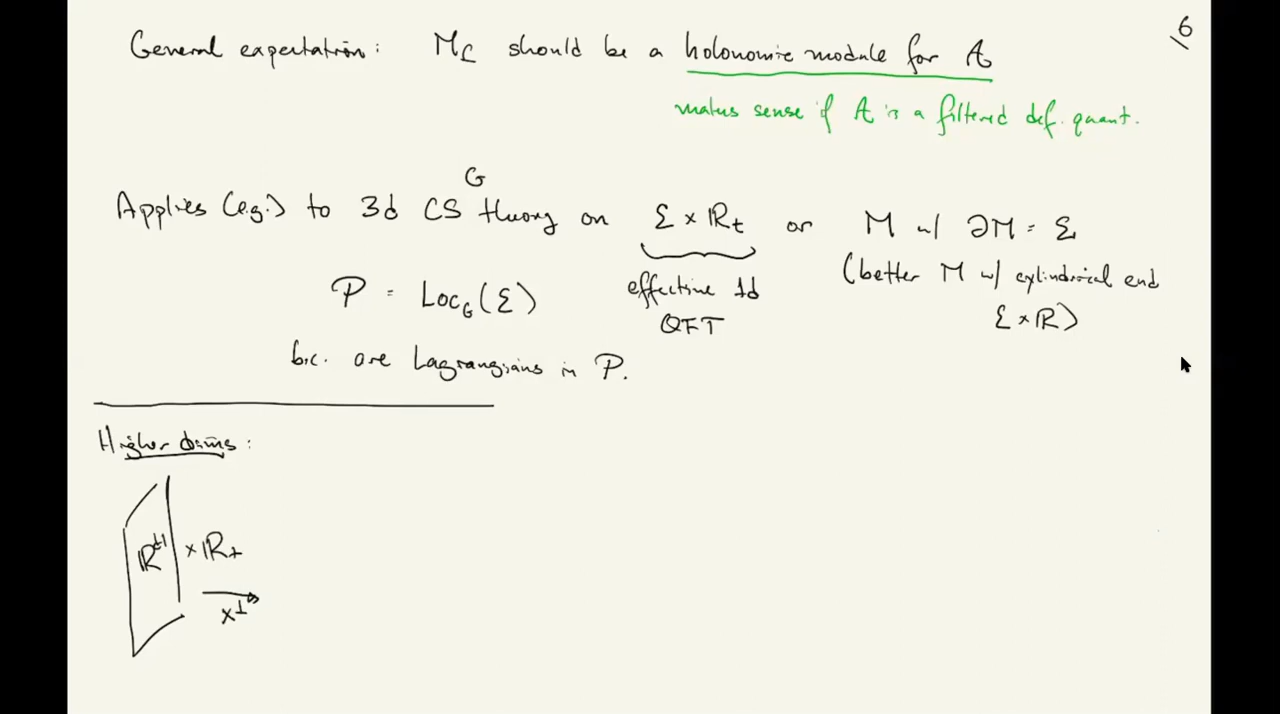 6
General expectation: M_L should be a holonomic module for A
makes sense if A is a filtered def. quant.
G
Applies (e.g.) to 3d CS theory on Σ × ℝ_t or M w/ ∂M = Σ
(better M w/ cylindrical end
Σ × ℝ)
effective 1d
QFT
P = Loc_G(Σ)
b.c. are Lagrangians in P.
Higher dims:
ℝ^{d-1} × ℝ_+
x^⊥